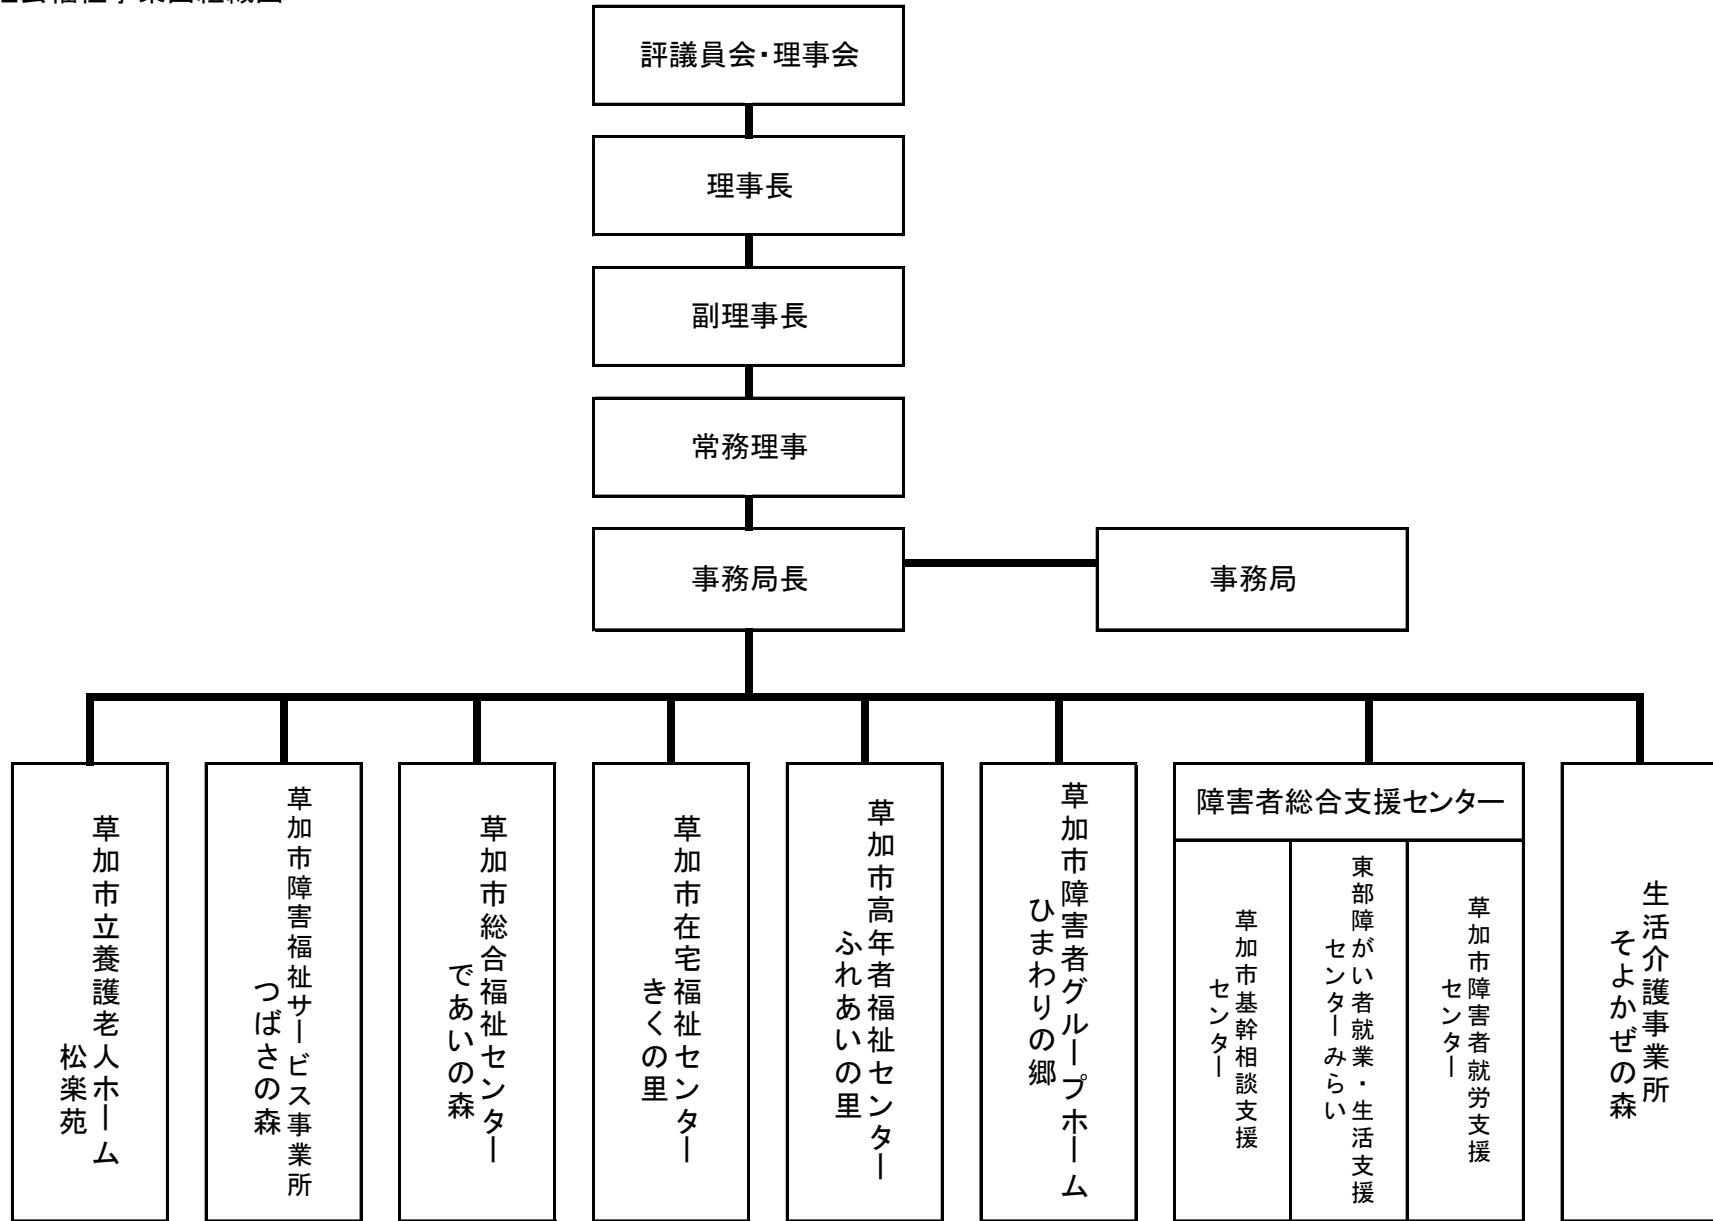 社会福祉事業団組織図
評議員会・理事会
理事長
副理事長
常務理事
事務局長
事務局
草加市立養護老人ホーム
松楽苑
草加市障害福祉サービス事業所
つばさの森
草加市総合福祉センター
であいの森
草加市在宅福祉センター
きくの里
草加市高年者福祉センター
ふれあいの里
草加市障害者グループホーム
ひまわりの郷
障害者総合支援センター
草加市基幹相談支援
センター
東部障がい者就業・生活支援
センターみらい
草加市障害者就労支援
センター
生活介護事業所
そよかぜの森